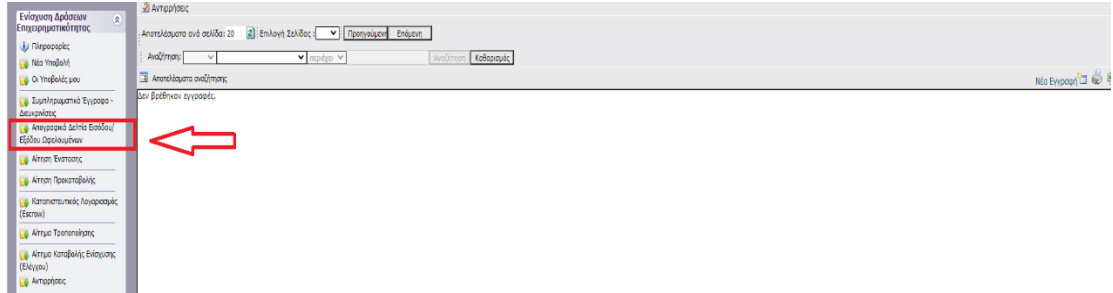 Ενίσχυση Δράσεων
Επιχειρηματικότητας
Πληροφορίες
Νέα Υποβολή
Οι Υποβολές μου
Συμπληρωματικά Έγγραφα -
Διευκρινίσεις
Απογραφικά Δελτία Εισόδου/
Εξόδου Ωφελουμένων
Αίτηση Ένστασης
Αίτηση Προκαταβολής
Καταπιστευτικός Λογαριασμός
(Escrow)
Αίτημα Τροποποίησης
Αίτημα Καταβολής Ενίσχυσης
(Ελέγχου)
Αντιρρήσεις
Αντιρρήσεις
Αποτελέσματα ανά σελίδα: 20 Επιλογή Σελίδας : Προηγούμενη Επόμενη
Αναζήτηση: περιέχει Αναζήτηση Καθαρισμός
Αποτελέσματα αναζήτησης
Νέα Εγγραφή
Δεν βρέθηκαν εγγραφές.